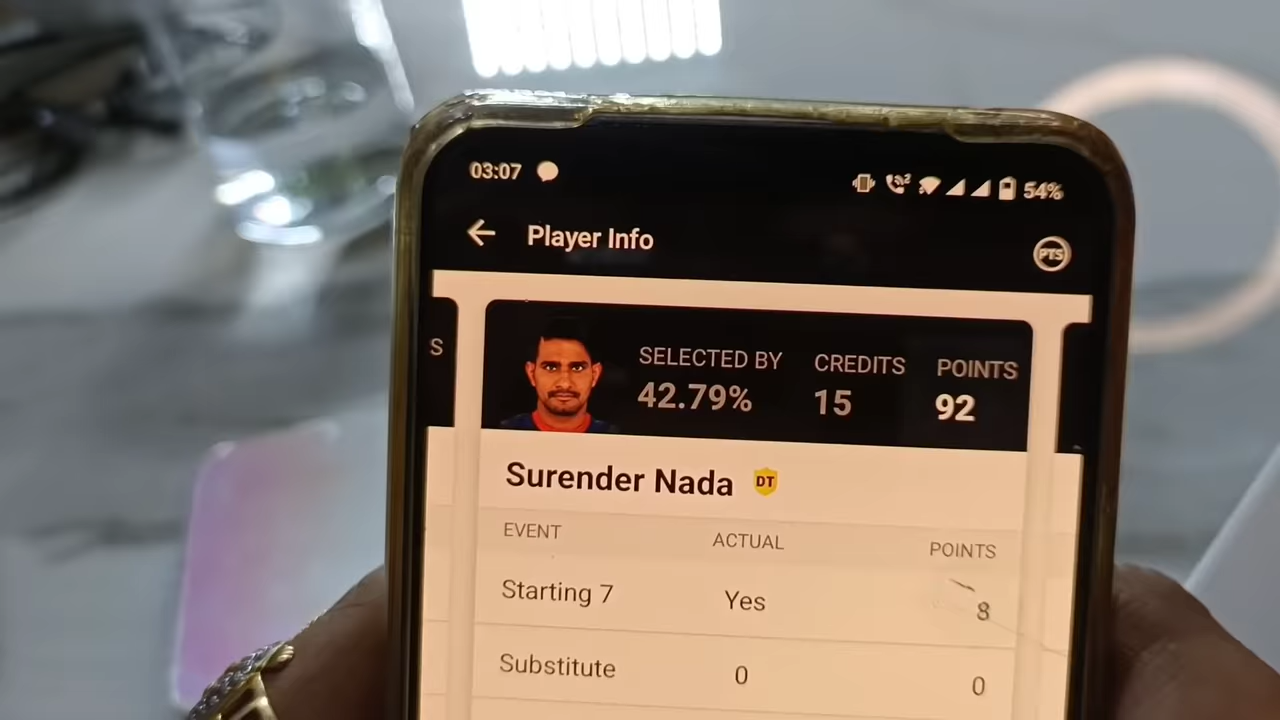 03:07 2 54%
Player Info PTS
S
SELECTED BY CREDITS POINTS
42.79% 15 92
Surender Nada DT
EVENT ACTUAL POINTS
Starting 7 Yes 8
Substitute 0 0